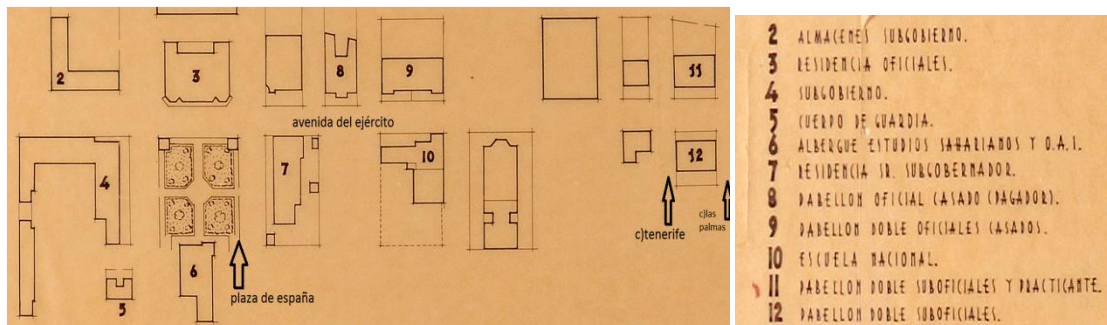 2
3
8
9
11
avenida del ejército
4
7
10
12
c)tenerife
c)las
palmas
6
5
plaza de españa
2 ALMACENES SUBGOBIERNO.
3 RESIDENCIA OFICIALES.
4 SUBGOBIERNO.
5 CUERPO DE GUARDIA.
6 ALBERGUE ESTUDIOS SAHARIANOS Y O.A.I.
7 RESIDENCIA SR. SUBGOBERNADOR.
8 PABELLON OFICIAL CASADO (PAGADOR).
9 PABELLON DOBLE OFICIALES CASADOS.
10 ESCUELA NACIONAL.
11 PABELLON DOBLE SUBOFICIALES Y PRACTICANTE.
12 PABELLON DOBLE SUBOFICIALES.